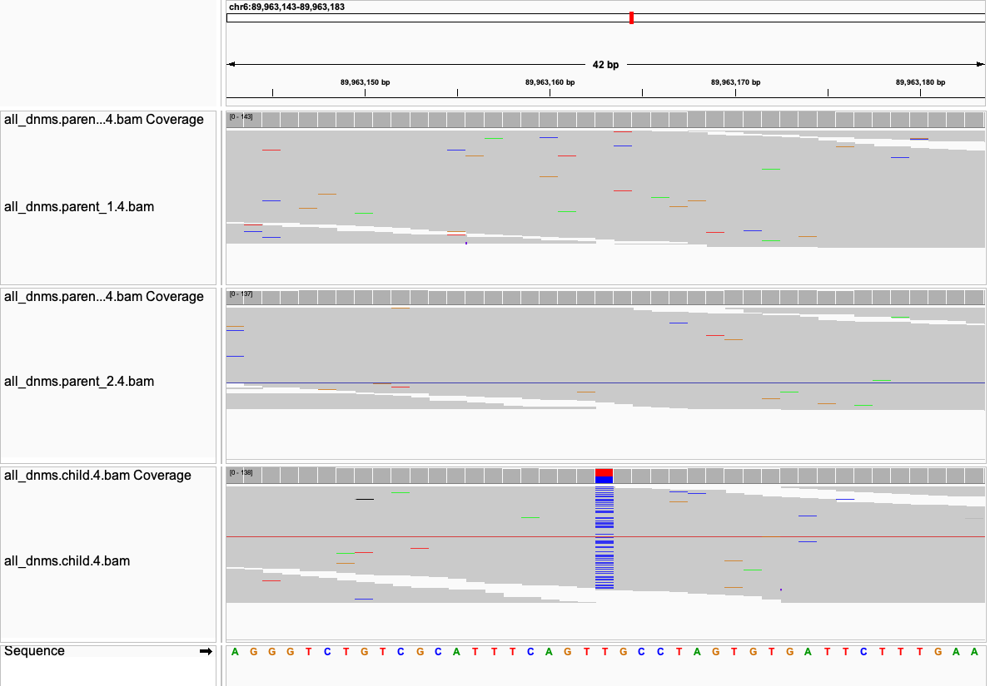 chr6:89,963,143-89,963,183
42 bp
89,963,150 bp 89,963,160 bp 89,963,170 bp 89,963,180 bp
all_dnms.paren...4.bam Coverage
[0 - 143]
all_dnms.parent_1.4.bam
all_dnms.paren...4.bam Coverage
[0 - 137]
all_dnms.parent_2.4.bam
all_dnms.child.4.bam Coverage
[0 - 138]
all_dnms.child.4.bam
Sequence
A G G G T C T G T C G C A T T T C A G T T G C C T A G T G T G A T T C T T T G A A